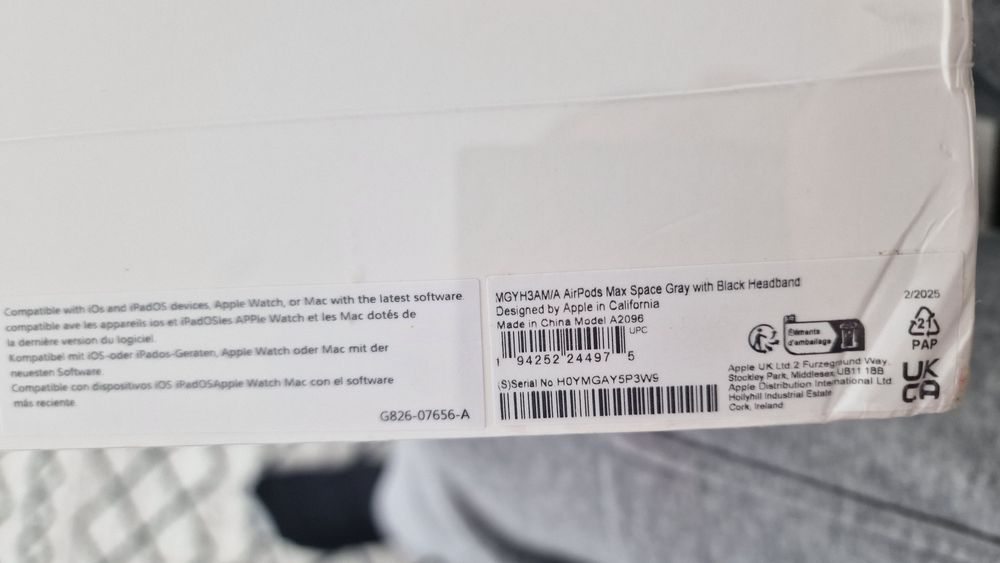 Compatible with iOs and iPadOS devices, Apple Watch, or Mac with the latest software.
compatible ave les appareils ios et iPadOSies APPle Watch et les Mac dotés de
la dernière version du logiciel.
Kompatibel mit iOS-oder iPados-Geraten, Apple Watch oder Mac mit der
neuesten Software.
Compatible con dispositivos iOS iPadOSApple Watch Mac con el software
más reciente.
G826-07656-A
MGYH3AM/A AirPods Max Space Gray with Black Headband
Designed by Apple in California
Made in China Model A2096
UPC
1 94252 24497 5
(S)Serial No H0YMGAY5P3W9
Éléments
d'emballage
Apple UK Ltd 2 Furzeground Way,
Stockley Park, Middlesex UB11 1BB
Apple Distribution International Ltd
Hollyhill Industrial Estate
Cork, Ireland
2/2025
21
PAP
UK
CA